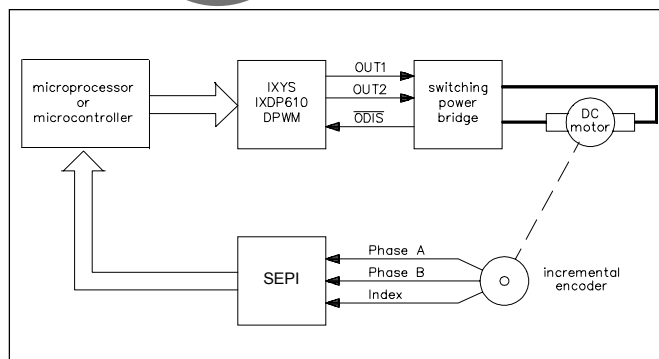 microprocessor
or
microcontroller
IXYS
IXDP610
DPWM
OUT1
OUT2
ODIS
switching
power
bridge
DC
motor
SEPI
Phase A
Phase B
Index
incremental
encoder